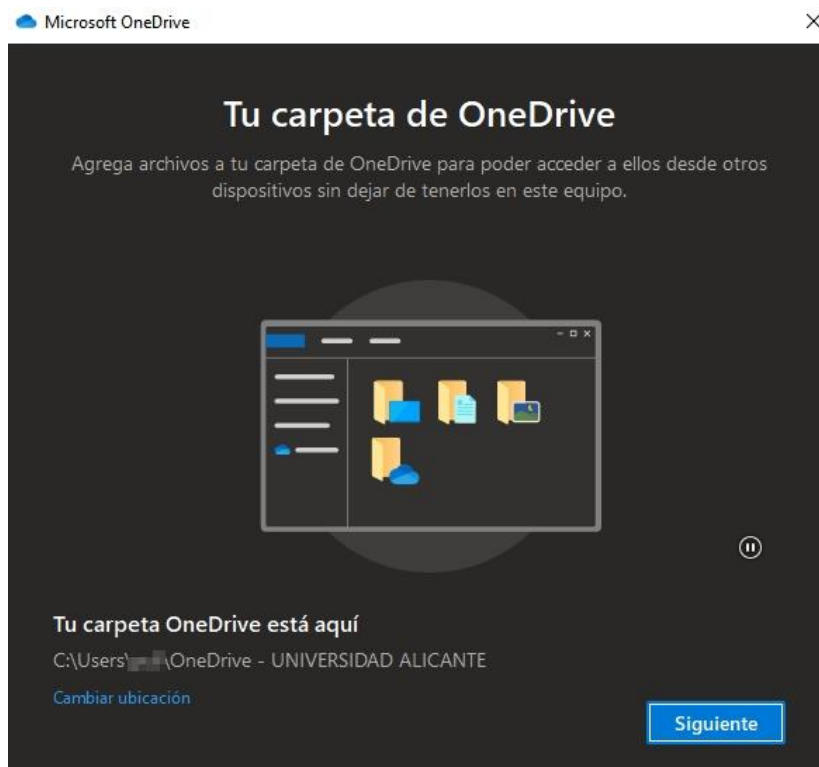 Microsoft OneDrive
Tu carpeta de OneDrive
Agrega archivos a tu carpeta de OneDrive para poder acceder a ellos desde otros
dispositivos sin dejar de tenerlos en este equipo.
Tu carpeta OneDrive está aquí
C:\Users\ \OneDrive - UNIVERSIDAD ALICANTE
Cambiar ubicación
Siguiente